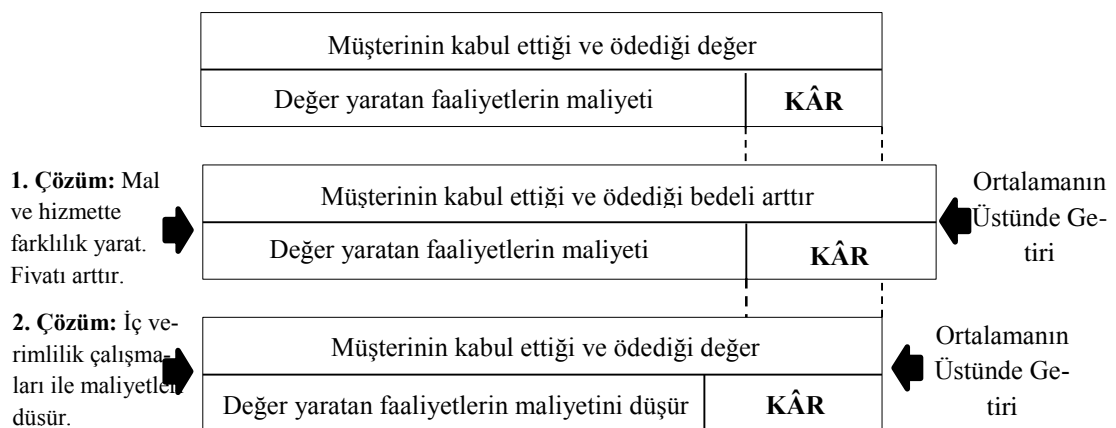 Müşterinin kabul ettiği ve ödediği değer
Değer yaratan faaliyetlerin maliyeti
KÂR
1. Çözüm: Mal
ve hizmette
farklılık yarat.
Fiyatı arttır.
Müşterinin kabul ettiği ve ödediği bedeli arttır
Değer yaratan faaliyetlerin maliyeti
KÂR
Ortalamanın
Üstünde Ge-
tiri
2. Çözüm: İç ve-
rimlilik çalışma-
ları ile maliyetler
düşür.
Müşterinin kabul ettiği ve ödediği değer
Değer yaratan faaliyetlerin maliyetini düşür
KÂR
Ortalamanın
Üstünde Ge-
tiri